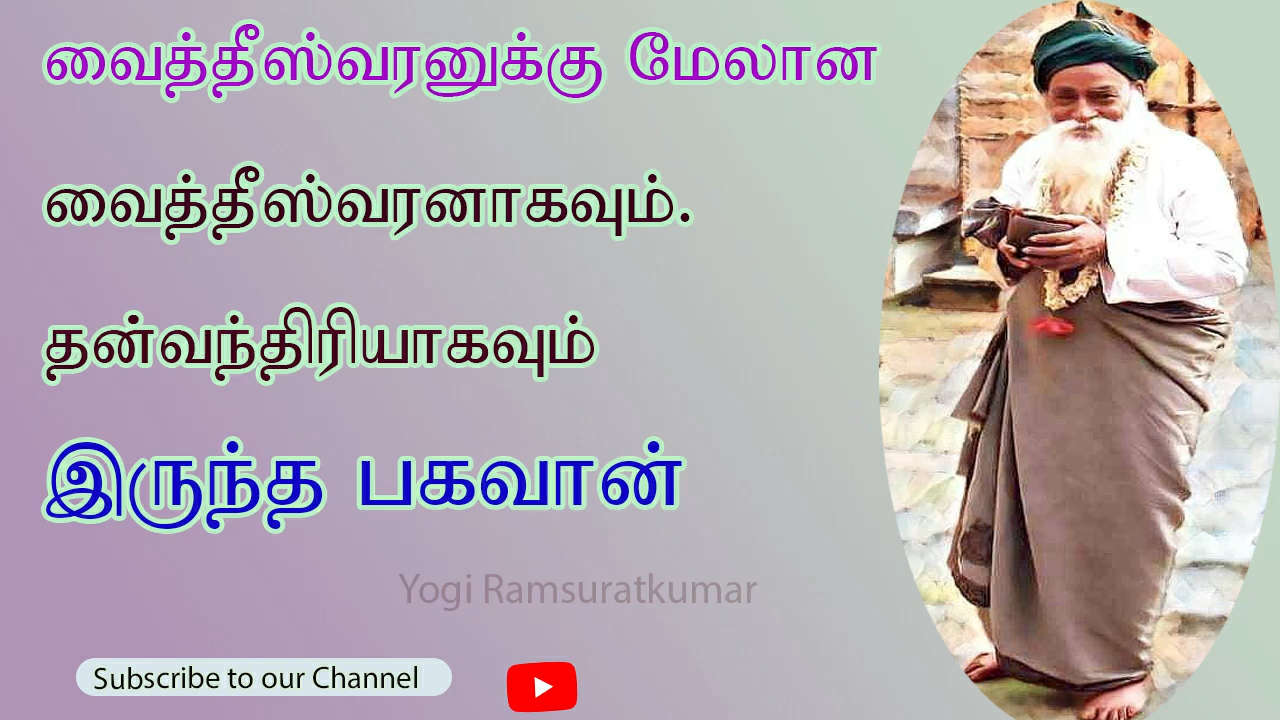 வைத்தீஸ்வரனுக்கு மேலான
வைத்தீஸ்வரனாகவும்.
தன்வந்திரியாகவும்
இருந்த பகவான்
Yogi Ramsuratkumar
Subscribe to our Channel